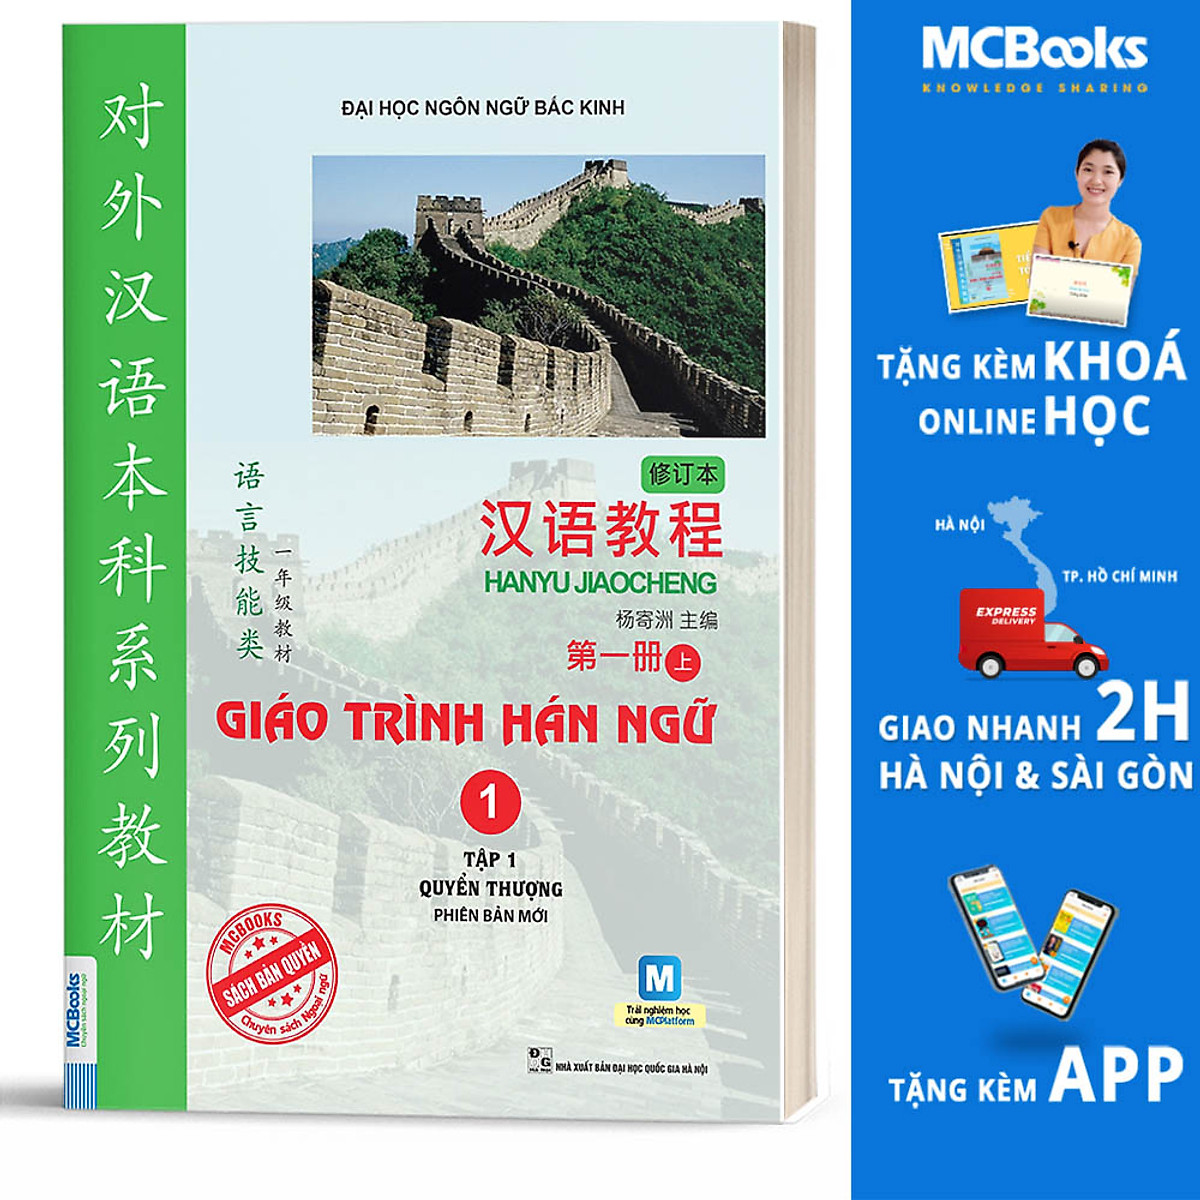 对外汉语本科系列教材
ĐẠI HỌC NGÔN NGỮ BẮC KINH
语言技能类
一年级教材
修订本
汉语教程
HANYU JIAOCHENG
杨寄洲 主编
第一册 上
GIÁO TRÌNH HÁN NGỮ
1
TẬP 1
QUYỂN THƯỢNG
PHIÊN BẢN MỚI
MCBOOKS
SÁCH BẢN QUYỀN
Chuyên sách Ngoại ngữ
MCBooks
Chuyên sách ngoại ngữ
M
Trải nghiệm học
cùng MCPlatform
NHÀ XUẤT BẢN ĐẠI HỌC QUỐC GIA HÀ NỘI
MCBooks
KNOWLEDGE SHARING
TẶNG KÈM KHOÁ
ONLINE HỌC
HÀ NỘI
TP. HỒ CHÍ MINH
EXPRESS
DELIVERY
GIAO NHANH 2H
HÀ NỘI & SÀI GÒN
TẶNG KÈM APP